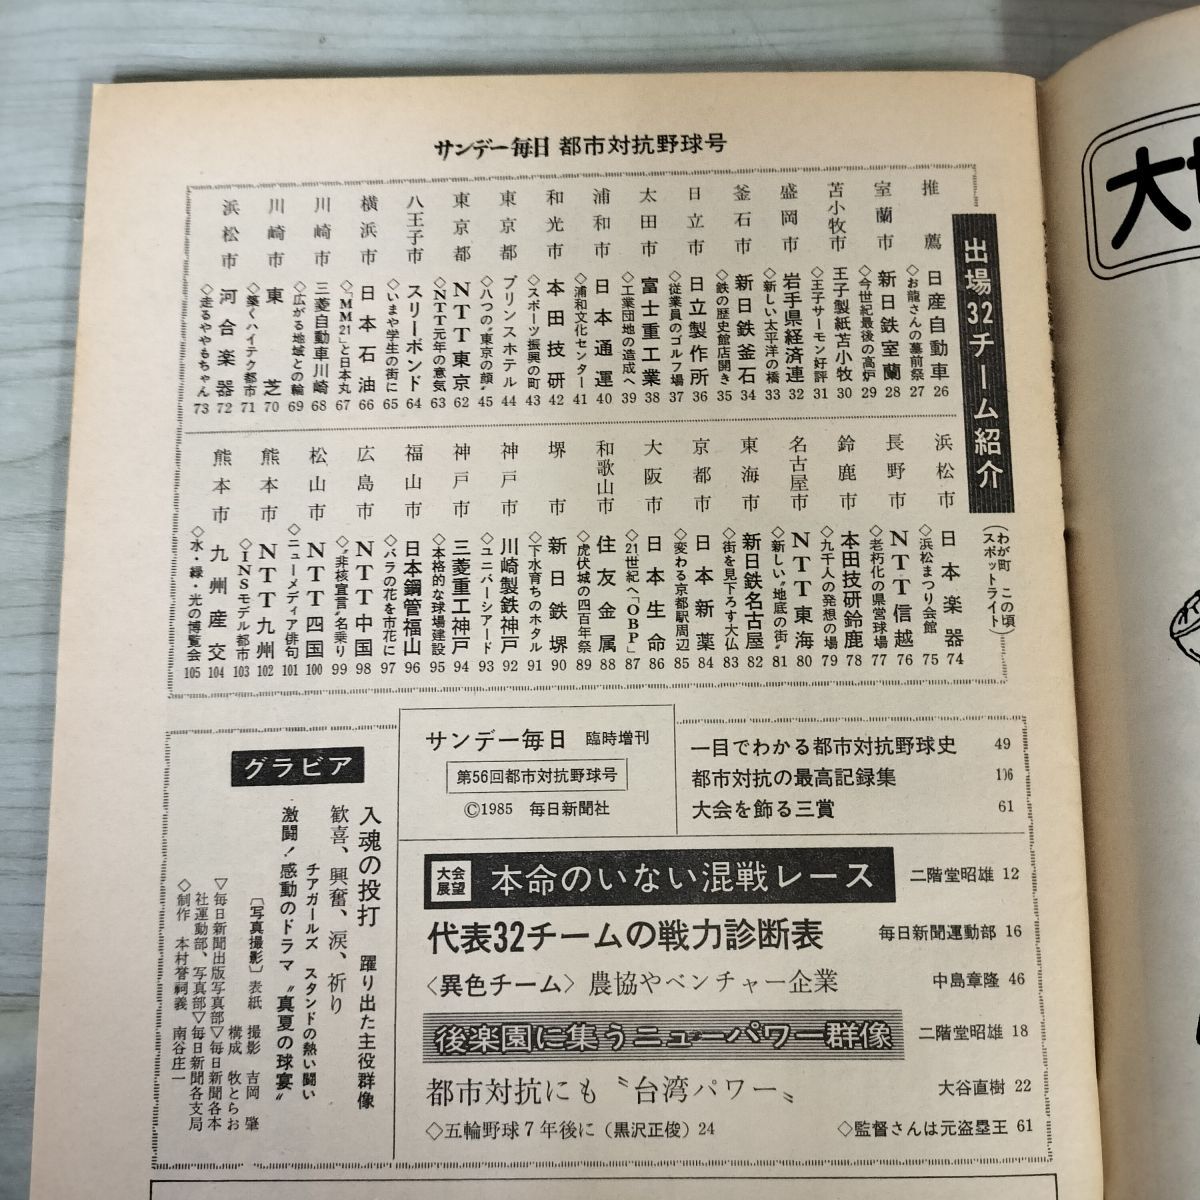 サンデー毎日 都市対抗野球号
出場32チーム紹介
(わが町 この頃
スポットライト)
推薦 日産自動車 26
◇お龍さんの墓前祭 27
室蘭市 新日鉄室蘭 28
◇今世紀最後の高炉 29
苫小牧市 王子製紙苫小牧 30
◇王子サーモン好評 31
盛岡市 岩手県経済連 32
◇新しい太平洋の橋 33
釜石市 新日鉄釜石 34
◇鉄の歴史館店開き 35
日立市 日立製作所 36
◇従業員のゴルフ場 37
太田市 富士重工業 38
◇工業団地の造成へ 39
浦和市 日本通運 40
◇浦和文化センター 41
和光市 本田技研 42
◇スポーツ振興の町 43
東京都 プリンスホテル 44
◇八つの“東京の顔” 45
東京都 NTT東京 62
◇NTT元年の意気 63
八王子市 スリーボンド 64
◇いまや学生の街に 65
横浜市 日本石油 66
◇「MM21」と日本丸 67
川崎市 三菱自動車川崎 68
◇広がる地域との輪 69
川崎市 東芝 70
◇築くハイテク都市 71
浜松市 河合楽器 72
◇走るややもちゃん 73
浜松市 日本楽器 74
◇浜松まつり会館 75
長野市 NTT信越 76
◇老朽化の県営球場 77
鈴鹿市 本田技研鈴鹿 78
◇九千人の発想の場 79
名古屋市 NTT東海 80
◇新しい“地底の街” 81
東海市 新日鉄名古屋 82
◇街を見下ろす大仏 83
京都市 日本新薬 84
◇変わる京都駅周辺 85
大阪市 日本生命 86
◇21世紀へ「OBP」 87
和歌山市 住友金属 88
◇虎伏城の四百年祭 89
堺市 新日鉄堺 90
◇下水育ちのホタル 91
神戸市 川崎製鉄神戸 92
◇ユニバーシアード 93
神戸市 三菱重工神戸 94
◇本格的な球場建設 95
福山市 日本鋼管福山 96
◇バラの花を市花に 97
広島市 NTT中国 98
◇“非核宣言”名乗り 99
松山市 NTT四国 100
◇ニューメディア俳句 101
熊本市 NTT九州 102
◇INSモデル都市 103
熊本市 九州産交 104
◇水・緑・光の博覧会 105
一目でわかる都市対抗野球史 49
都市対抗の最高記録集 106
大会を飾る三賞 61
サンデー毎日 臨時増刊
第56回都市対抗野球号
©1985 毎日新聞社
大会展望 本命のいない混戦レース 二階堂昭雄 12
代表32チームの戦力診断表 毎日新聞運動部 16
〈異色チーム〉農協やベンチャー企業 中島章隆 46
後楽園に集うニューパワー群像 二階堂昭雄 18
都市対抗にも〝台湾パワー〟 大谷直樹 22
◇五輪野球7年後に(黒沢正俊)24 ◇監督さんは元盗塁王 61
グラビア
入魂の投打 躍り出た主役群像
歓喜、興奮、涙、祈り
チアガールズ スタンドの熱い闘い
激闘!感動のドラマ〝真夏の球宴〟
〔写真撮影〕表紙 撮影 吉岡 肇
構成 牧とらお
▽毎日新聞出版写真部▽毎日新聞各本
社運動部、写真部▽毎日新聞各支局
◇制作 本村誉祠義 南谷庄一